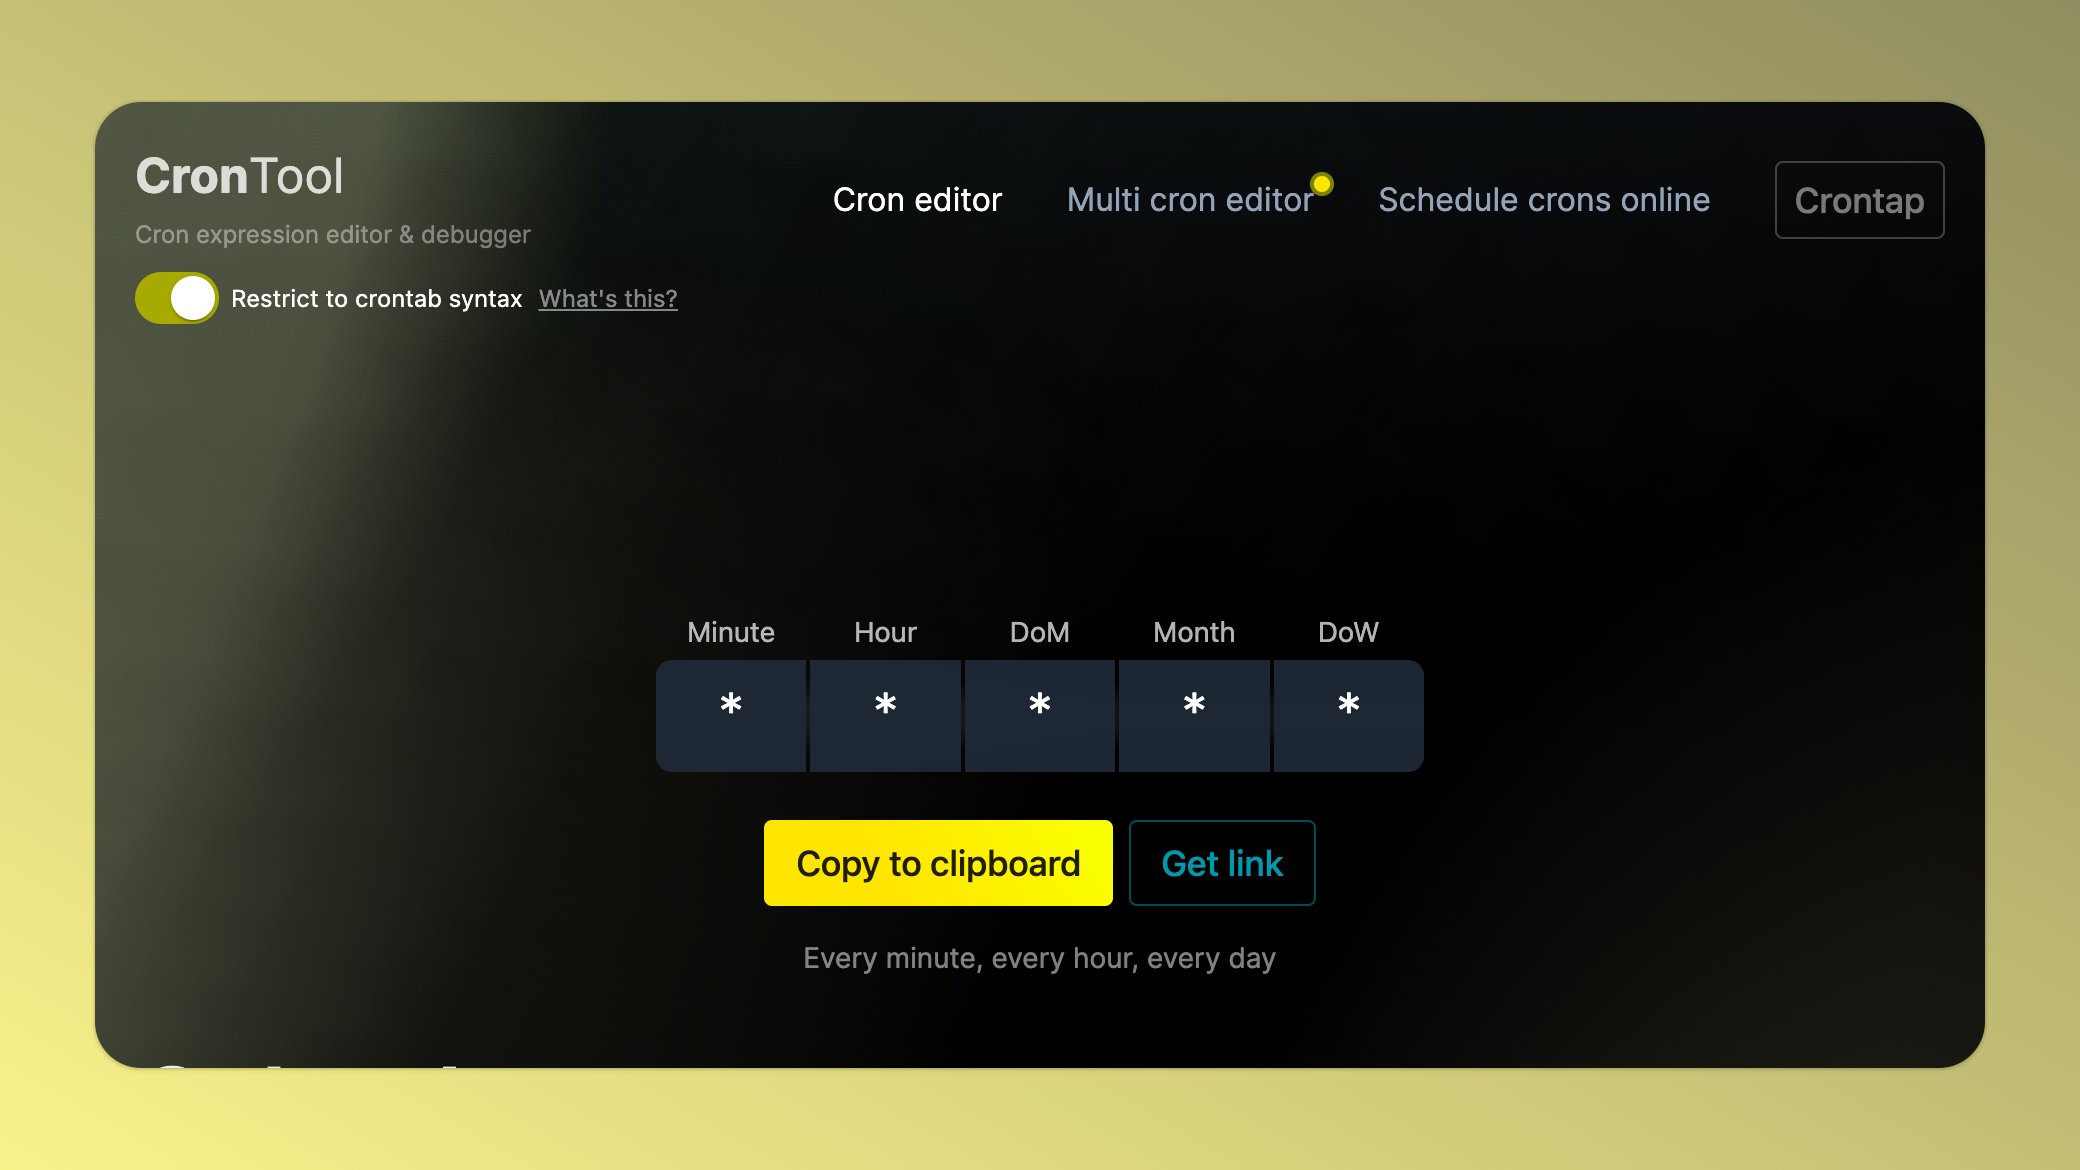 CronTool
Cron expression editor & debugger
Restrict to crontab syntax What's this?
Cron editor Multi cron editor Schedule crons online Crontap
Minute Hour DoM Month DoW
* * * * *
Copy to clipboard Get link
Every minute, every hour, every day